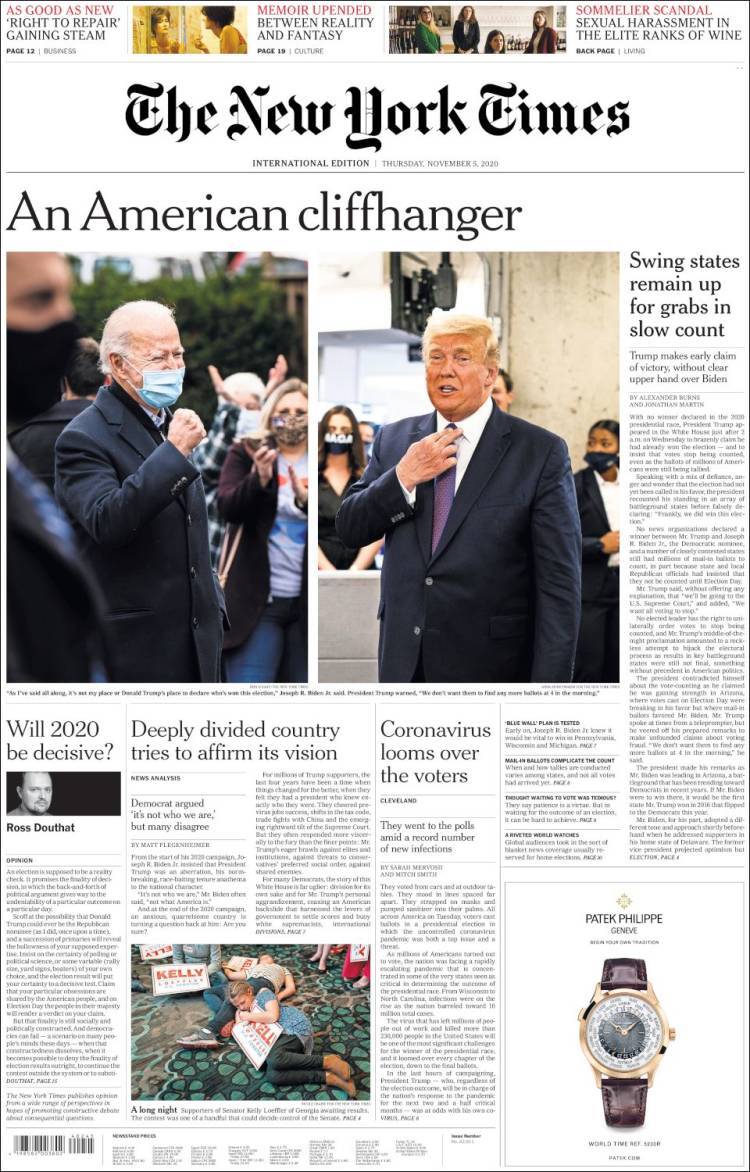 AS GOOD AS NEW
‘RIGHT TO REPAIR’
GAINING STEAM
PAGE 12 | BUSINESS
MEMOIR UPENDED
BETWEEN REALITY
AND FANTASY
PAGE 19 | CULTURE
SOMMELIER SCANDAL
SEXUAL HARASSMENT IN
THE ELITE RANKS OF WINE
BACK PAGE | LIVING
The New York Times
INTERNATIONAL EDITION | THURSDAY, NOVEMBER 5, 2020
An American cliffhanger
MAGA
"As I've said all along, it's not my place or Donald Trump's place to declare who's won this election," Joseph R. Biden Jr. said. President Trump warned, "We don't want them to find any more ballots at 4 in the morning."
Swing states
remain up
for grabs in
slow count
Trump makes early claim
of victory, without clear
upper hand over Biden
BY ALEXANDER BURNS
AND JONATHAN MARTIN
With no winner declared in the 2020
presidential race, President Trump ap-
peared in the White House just after 2
a.m. on Wednesday to brazenly claim he
had already won the election — and to
insist that votes stop being counted,
even as the ballots of millions of Ameri-
cans were still being tallied.
Speaking with a mix of defiance, an-
ger and wonder that the election had not
yet been called in his favor, the president
recounted his standing in an array of
battleground states before falsely de-
claring: "Frankly, we did win this elec-
tion."
No news organizations declared a
winner between Mr. Trump and Joseph
R. Biden Jr., the Democratic nominee,
and a number of closely contested states
still had millions of mail-in ballots to
count, in part because state and local
Republican officials had insisted that
they not be counted until Election Day.
Mr. Trump said, without offering any
explanation, that "we'll be going to the
U.S. Supreme Court," and added, "We
want all voting to stop."
No elected leader has the right to uni-
laterally order votes to stop being
counted, and Mr. Trump's middle-of-the-
night proclamation amounted to a reck-
less attempt to hijack the electoral
process as results in key battleground
states were still not final, something
without precedent in American politics.
The president contradicted himself
about the vote-counting as he claimed
he was gaining strength in Arizona,
where votes cast on Election Day were
breaking in his favor but where mail-in
ballots favored Mr. Biden. Mr. Trump
spoke at times from a teleprompter, but
he veered off his prepared remarks to
make unfounded claims about voting
fraud. "We don't want them to find any
more ballots at 4 in the morning," he
said.
The president made his remarks as
Mr. Biden was leading in Arizona, a bat-
tleground that has been trending toward
Democrats in recent years. If Mr. Biden
were to win there, it would be the first
state Mr. Trump won in 2016 that flipped
to the Democrats this year.
Mr. Biden, for his part, adopted a dif-
ferent tone and approach shortly before-
hand when he addressed supporters in
his home state of Delaware. The former
vice president projected optimism but
ELECTION, PAGE 4
Will 2020
be decisive?
Ross Douthat
OPINION
An election is supposed to be a reality
check. It promises the finality of deci-
sion, in which the back-and-forth of
political argument gives way to the
undeniability of a particular outcome on
a particular day.
Scoff at the possibility that Donald
Trump could ever be the Republican
nominee (as I did, once upon a time),
and a succession of primaries will reveal
the hollowness of your supposed exper-
tise. Insist on the certainty of polling or
political science, or some variable (rally
size, yard signs, boaters) of your own
choice, and the election result will put
your certainty to a decisive test. Claim
that your particular obsessions are
shared by the American people, and on
Election Day the people in their majesty
will render a verdict on your claim.
But that finality is still socially and
politically constructed. And democra-
cies can fail — a scenario on many peo-
ple's minds these days — when that
constructedness dissolves, when it
becomes possible to deny the finality of
election results outright, to continue the
contest outside the system or to substi-
DOUTHAT, PAGE 15
The New York Times publishes opinion
from a wide range of perspectives in
hopes of promoting constructive debate
about consequential questions.
Deeply divided country
tries to affirm its vision
NEWS ANALYSIS
Democrat argued
‘it's not who we are,’
but many disagree
BY MATT FLEGENHEIMER
From the start of his 2020 campaign, Jo-
seph R. Biden Jr. insisted that President
Trump was an aberration, his norm-
breaking, race-baiting tenure anathema
to the national character.
"It's not who we are," Mr. Biden often
said, "not what America is."
And at the end of the 2020 campaign,
an anxious, quarrelsome country is
turning a question back at him: Are you
sure?
For millions of Trump supporters, the
last four years have been a time when
things changed for the better, when they
felt they had a president who knew ex-
actly who they were. They cheered pre-
virus jobs success, shifts in the tax code,
trade fights with China and the emerg-
ing rightward tilt of the Supreme Court.
But they often responded more viscer-
ally to the fury than the finer points: Mr.
Trump's eager brawls against elites and
institutions, against threats to conserva-
tives' preferred social order, against
shared enemies.
For many Democrats, the story of this
White House is far uglier: division for its
own sake and for Mr. Trump's personal
aggrandizement, causing an American
backslide that harnessed the levers of
government to settle scores and buoy
white supremacists, international
DIVISIONS, PAGE 7
KELLY
LOEFFLER
KELLY
A long night Supporters of Senator Kelly Loeffler of Georgia awaiting results.
The contest was one of a handful that could decide control of the Senate. PAGE 4
Coronavirus
looms over
the voters
CLEVELAND
They went to the polls
amid a record number
of new infections
BY SARAH MERVOSH
AND MITCH SMITH
They voted from cars and at outdoor ta-
bles. They stood in lines spaced far
apart. They strapped on masks and
pumped sanitizer into their palms. All
across America on Tuesday, voters cast
ballots in a presidential election in
which the uncontrolled coronavirus
pandemic was both a top issue and a
threat.
As millions of Americans turned out
to vote, the nation was facing a rapidly
escalating pandemic that is concen-
trated in some of the very states seen as
critical in determining the outcome of
the presidential race. From Wisconsin to
North Carolina, infections were on the
rise as the nation barreled toward 10
million total cases.
The virus that has left millions of peo-
ple out of work and killed more than
230,000 people in the United States will
be one of the most significant challenges
for the winner of the presidential race,
and it loomed over every chapter of the
election, down to the final ballots.
In the last hours of campaigning,
President Trump — who, regardless of
the election outcome, will be in charge of
the nation's response to the pandemic
for the next two and a half critical
months — was at odds with his own co-
VIRUS, PAGE 6
‘BLUE WALL’ PLAN IS TESTED
Early on, Joseph R. Biden Jr. knew it
would be vital to win in Pennsylvania,
Wisconsin and Michigan. PAGE 7
MAIL-IN BALLOTS COMPLICATE THE COUNT
When and how tallies are conducted
varies among states, and not all votes
had arrived yet. PAGE 6
THOUGHT WAITING TO VOTE WAS TEDIOUS?
They say patience is a virtue. But in
waiting for the outcome of an election,
it can be hard to achieve. PAGE 6
A RIVETED WORLD WATCHES
Global audiences took in the sort of
blanket news coverage usually re-
served for home elections. PAGE 10
PATEK PHILIPPE
GENEVE
BEGIN YOUR OWN TRADITION
WORLD TIME REF. 5230R
PATEK.COM
NEWSSTAND PRICES
Issue Number